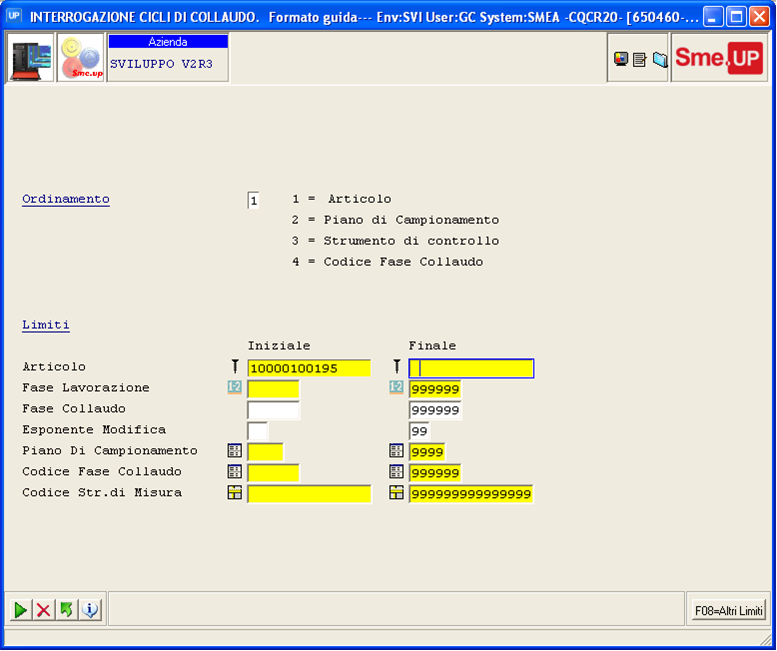 UP INTERROGAZIONE CICLI DI COLLAUDO. Formato guida--- Env:SVI User:GC System:SMEA -CQCR20- [650460-...
Azienda
Sme.up SVILUPPO V2R3 Sme.UP
Ordinamento 1 1 = Articolo
2 = Piano di Campionamento
3 = Strumento di controllo
4 = Codice Fase Collaudo
Limiti
Iniziale Finale
Articolo 10000100195
Fase Lavorazione 12 12 999999
Fase Collaudo 999999
Esponente Modifica 99
Piano Di Campionamento 9999
Codice Fase Collaudo 999999
Codice Str.di Misura 999999999999999
F08=Altri Limiti